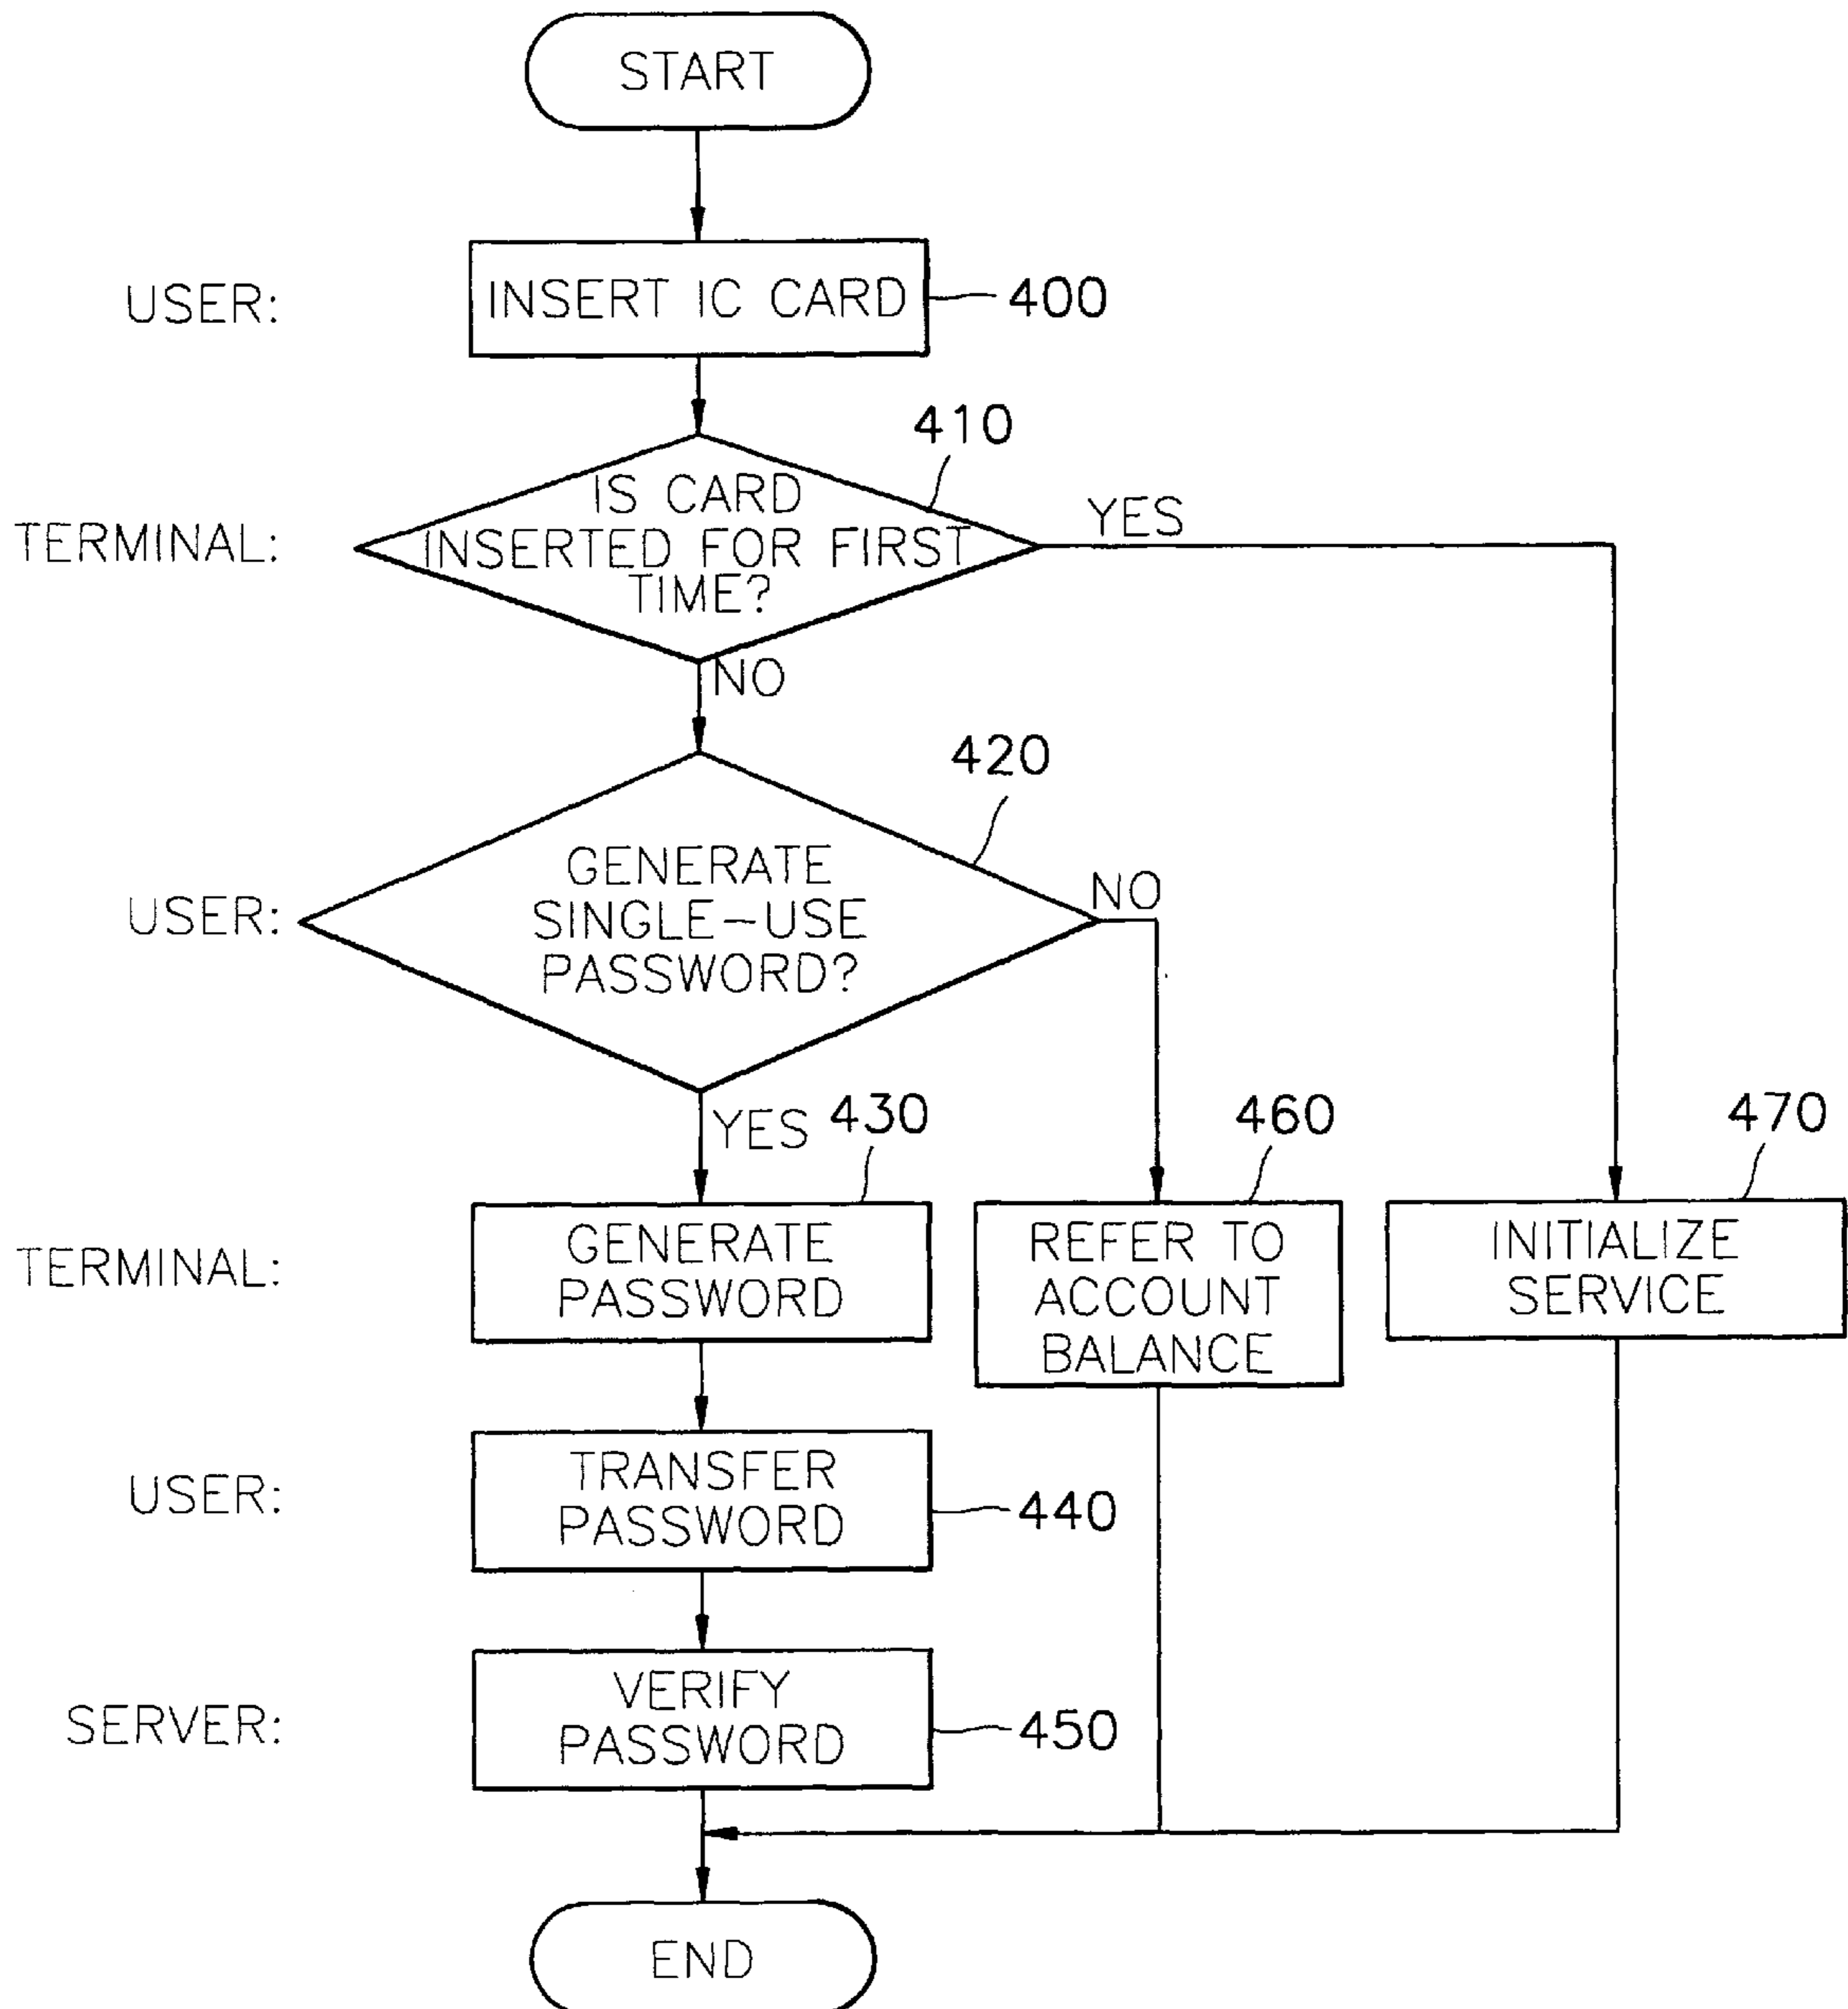 START
USER:
INSERT IC CARD
400
410
TERMINAL:
IS CARD
INSERTED FOR FIRST
TIME?
YES
NO
420
USER:
GENERATE
SINGLE-USE
PASSWORD?
NO
YES
430
460
470
TERMINAL:
GENERATE
PASSWORD
REFER TO
ACCOUNT
BALANCE
INITIALIZE
SERVICE
USER:
TRANSFER
PASSWORD
440
SERVER:
VERIFY
PASSWORD
450
END